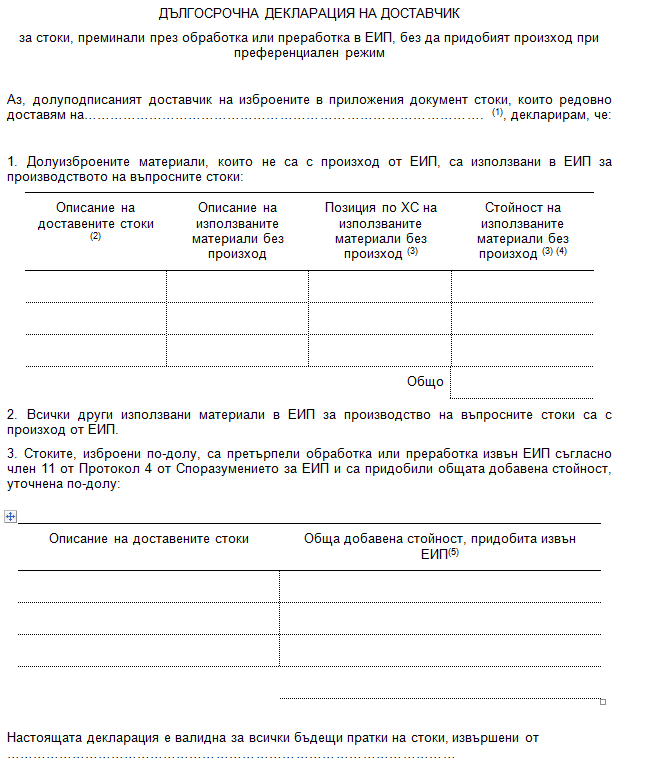 ДЪЛГОСРОЧНА ДЕКЛАРАЦИЯ НА ДОСТАВЧИК
за стоки, преминали през обработка или преработка в ЕИП, без да придобият произход при
преференциален режим
Аз, долуподписаният доставчик на изброените в приложения документ стоки, които редовно
доставям на……………………………………………………………………………… (1), декларирам, че:
1. Долуизброените материали, които не са с произход от ЕИП, са използвани в ЕИП за
производството на въпросните стоки:
Описание на
доставените стоки
(2)
Описание на
използваните
материали без
произход
Позиция по ХС на
използваните
материали без
произход (3)
Стойност на
използваните
материали без
произход (3) (4)
Общо
2. Всички други използвани материали в ЕИП за производство на въпросните стоки са с
произход от ЕИП.
3. Стоките, изброени по-долу, са претърпели обработка или преработка извън ЕИП съгласно
член 11 от Протокол 4 от Споразумението за ЕИП и са придобили общата добавена стойност,
уточнена по-долу:
Описание на доставените стоки
Обща добавена стойност, придобита извън
ЕИП(5)
Настоящата декларация е валидна за всички бъдещи пратки на стоки, извършени от
…………………………………………………………………………………………